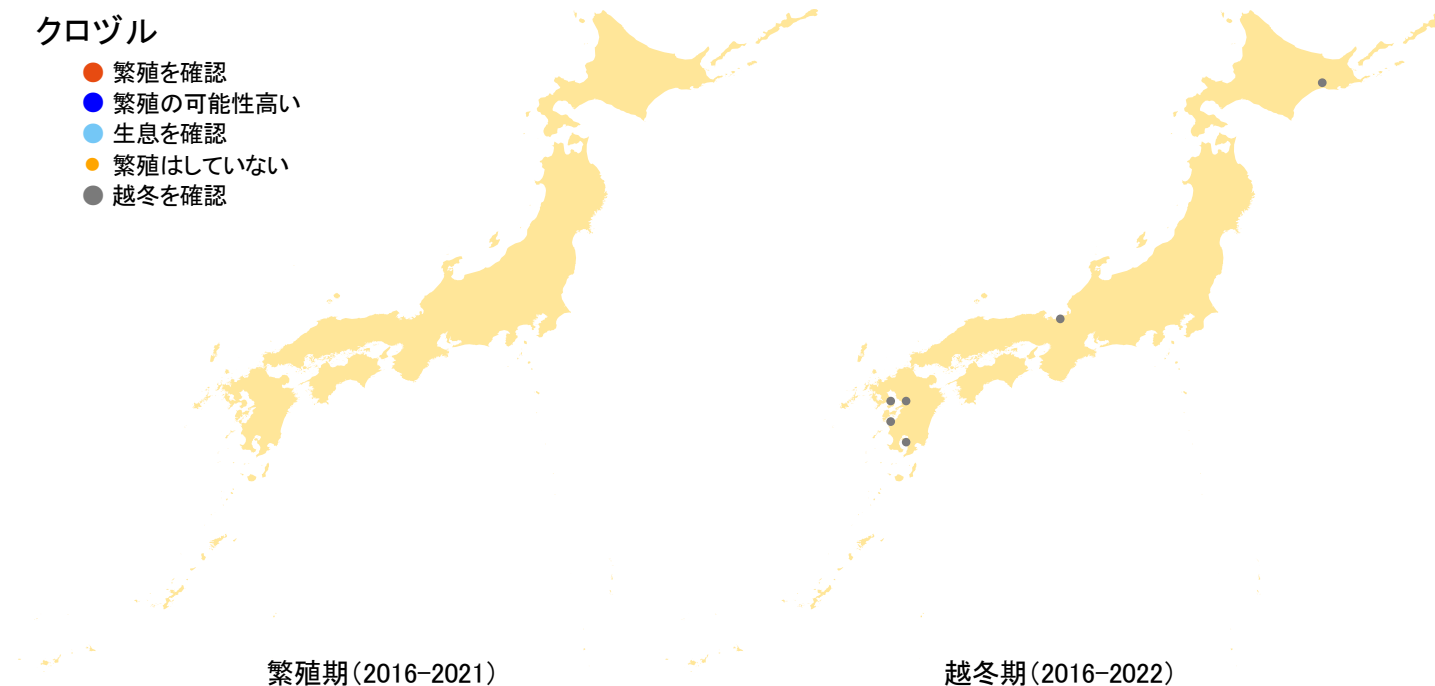 クロヅル
繁殖を確認
繁殖の可能性高い
生息を確認
繁殖はしていない
越冬を確認
繁殖期（2016-2021）
越冬期（2016-2022）